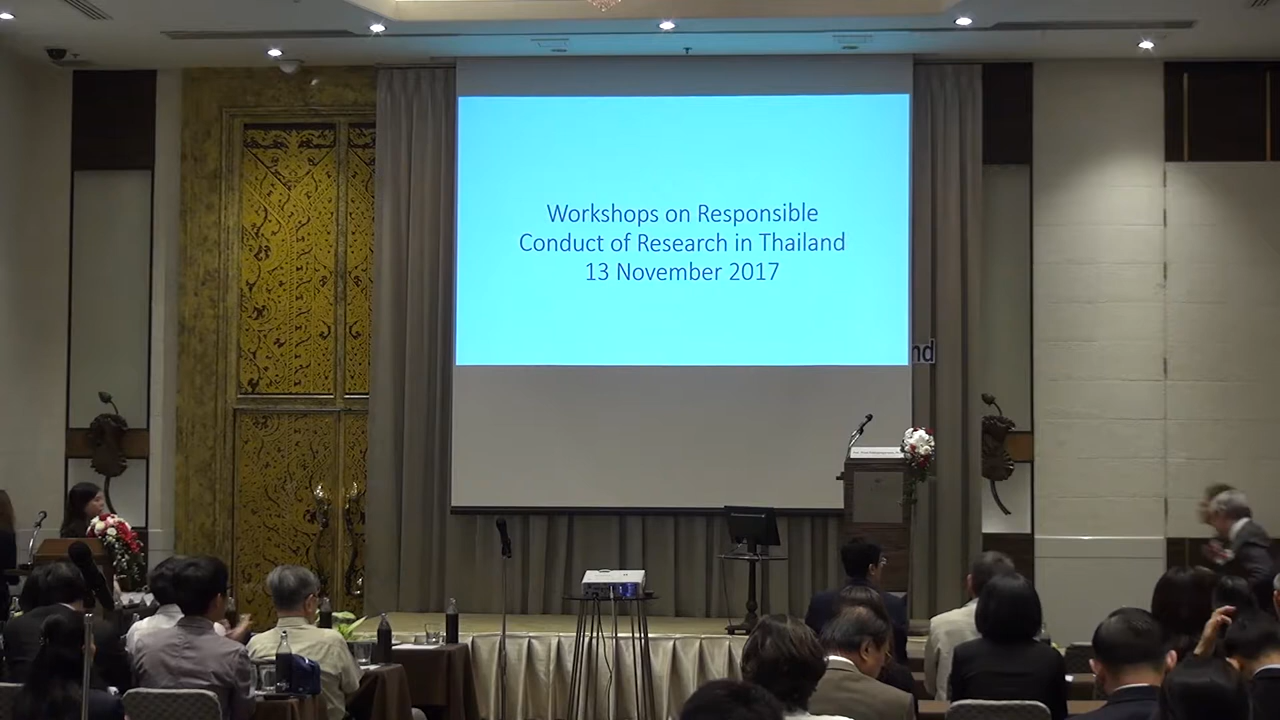 Workshops on Responsible
Conduct of Research in Thailand
13 November 2017
nd